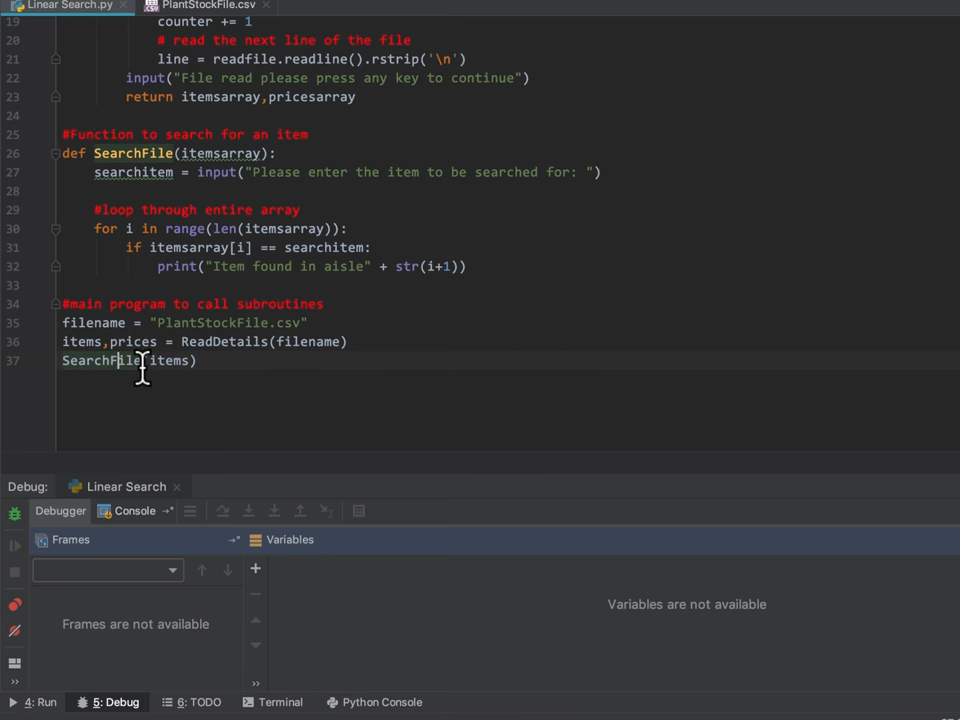 Linear Search.py × PlantStockFile.csv ×
19 counter += 1
20 # read the next line of the file
21 line = readfile.readline().rstrip('\n')
22 input("File read please press any key to continue")
23 return itemsarray,pricesarray
24
25 #Function to search for an item
26 def SearchFile(itemsarray):
27 searchitem = input("Please enter the item to be searched for: ")
28
29 #loop through entire array
30 for i in range(len(itemsarray)):
31 if itemsarray[i] == searchitem:
32 print("Item found in aisle" + str(i+1))
33
34 #main program to call subroutines
35 filename = "PlantStockFile.csv"
36 items,prices = ReadDetails(filename)
37 SearchFile(items)
Debug: Linear Search ×
Debugger Console
Frames Variables
Frames are not available
Variables are not available
4: Run 5: Debug 6: TODO Terminal Python Console